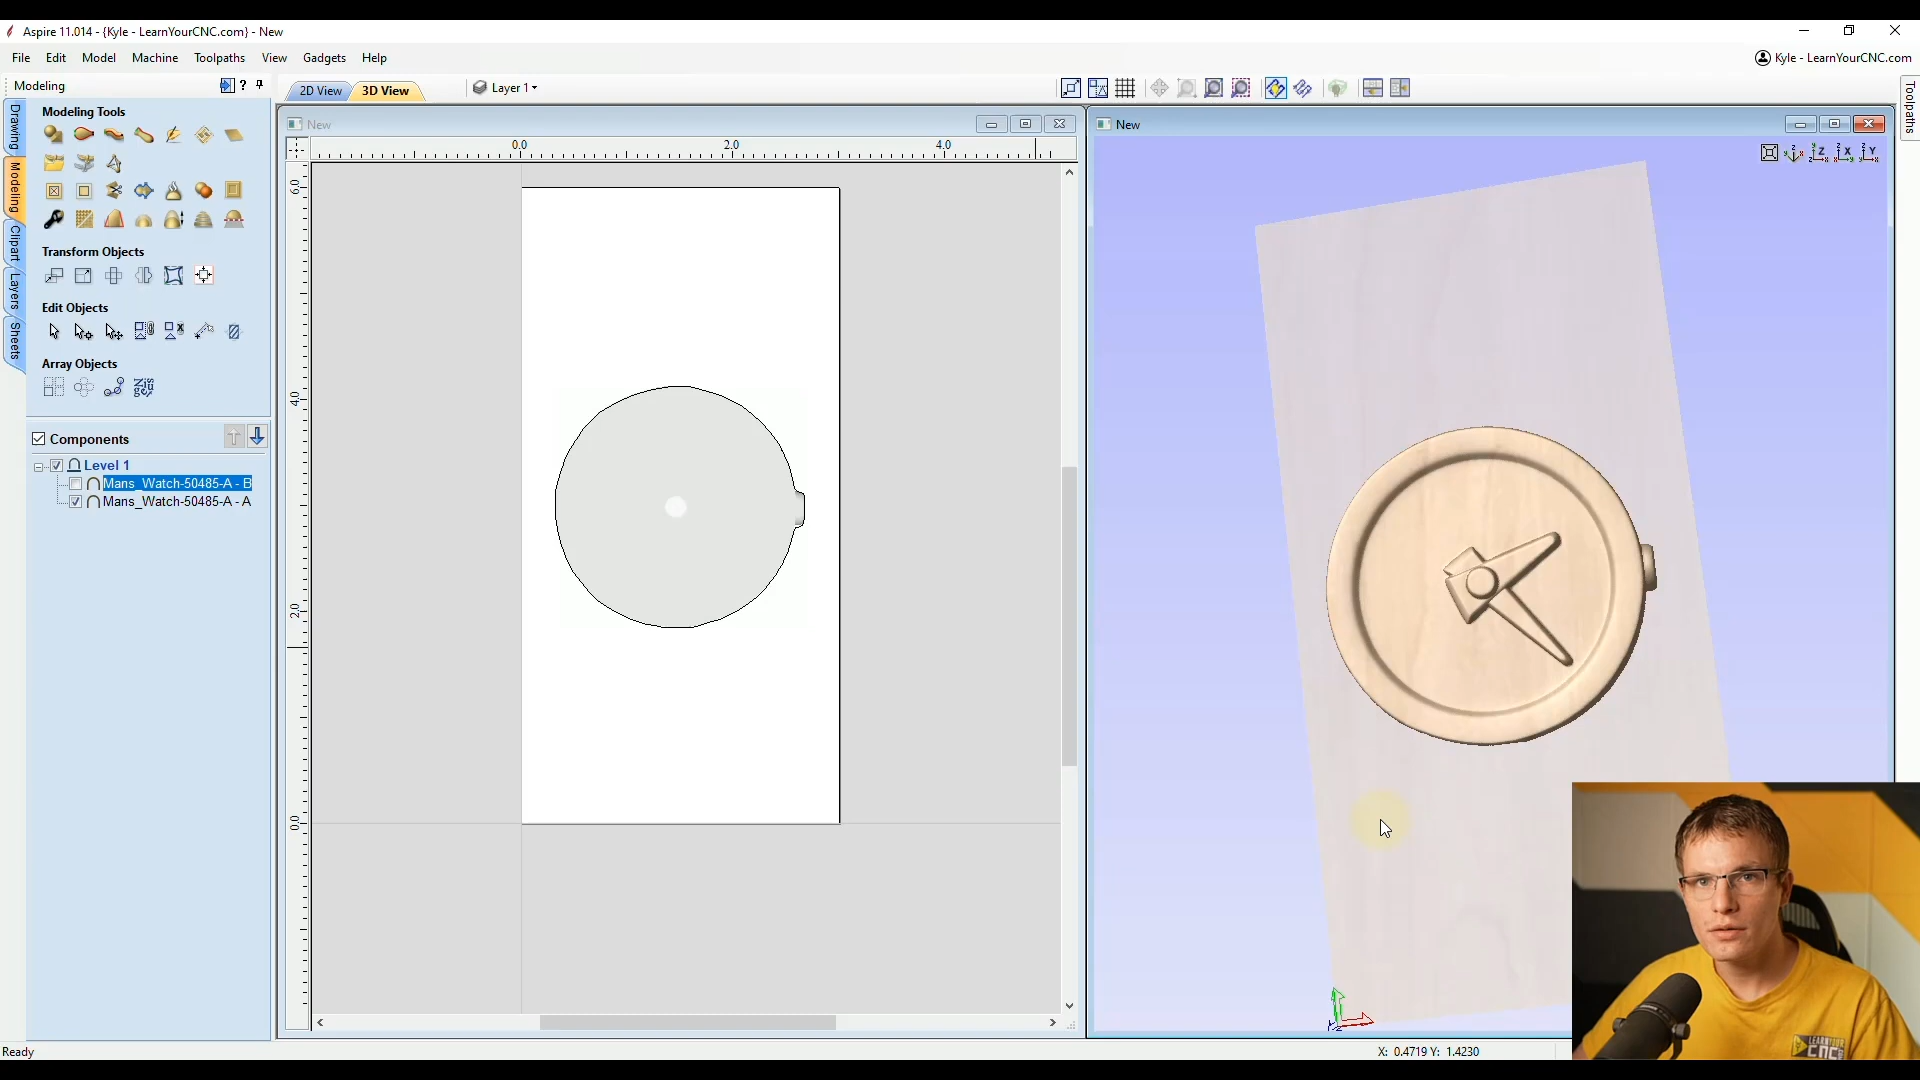 Aspire 11.014 - {Kyle - LearnYourCNC.com} - New
File Edit Model Machine Toolpaths View Gadgets Help
Kyle - LearnYourCNC.com
Modeling
?
2D View
3D View
Layer 1
Toolpaths
Drawing
Modeling
Clipart
Layers
Sheets
Modeling Tools
Transform Objects
Edit Objects
Array Objects
Components
Level 1
Mans_Watch-50485-A - B
Mans_Watch-50485-A - A
New
0.0 2.0 4.0
6.0
4.0
2.0
0.0
New
Z X Y
LEARN YOUR
CNC
Ready
X: 0.4719 Y: 1.4230